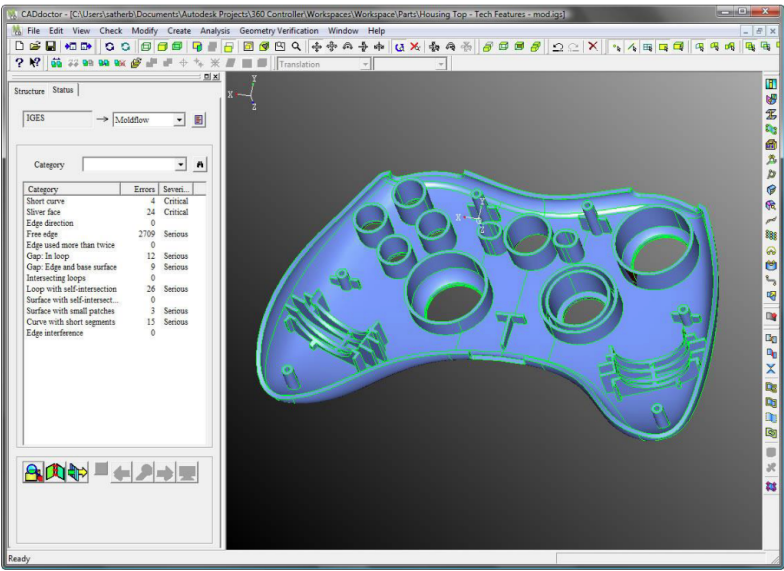 CADdoctor - [C:\Users\satherb\Documents\Autodesk Projects\360 Controller\Workspaces\Workspace\Parts\Housing Top - Tech Features - mod.igs]
File Edit View Check Modify Create Analysis Geometry Verification Window Help
Translation
Structure Status
IGES Moldflow
Category
Category Errors Severi...
Short curve 4 Critical
Sliver face 24 Critical
Edge direction 0
Free edge 2709 Serious
Edge used more than twice 0
Gap: In loop 12 Serious
Gap: Edge and base surface 9 Serious
Intersecting loops 0
Loop with self-intersection 26 Serious
Surface with self-intersect... 0
Surface with small patches 3 Serious
Curve with short segments 15 Serious
Edge interference 0
Y
X
Z
Y
X
Z
Ready